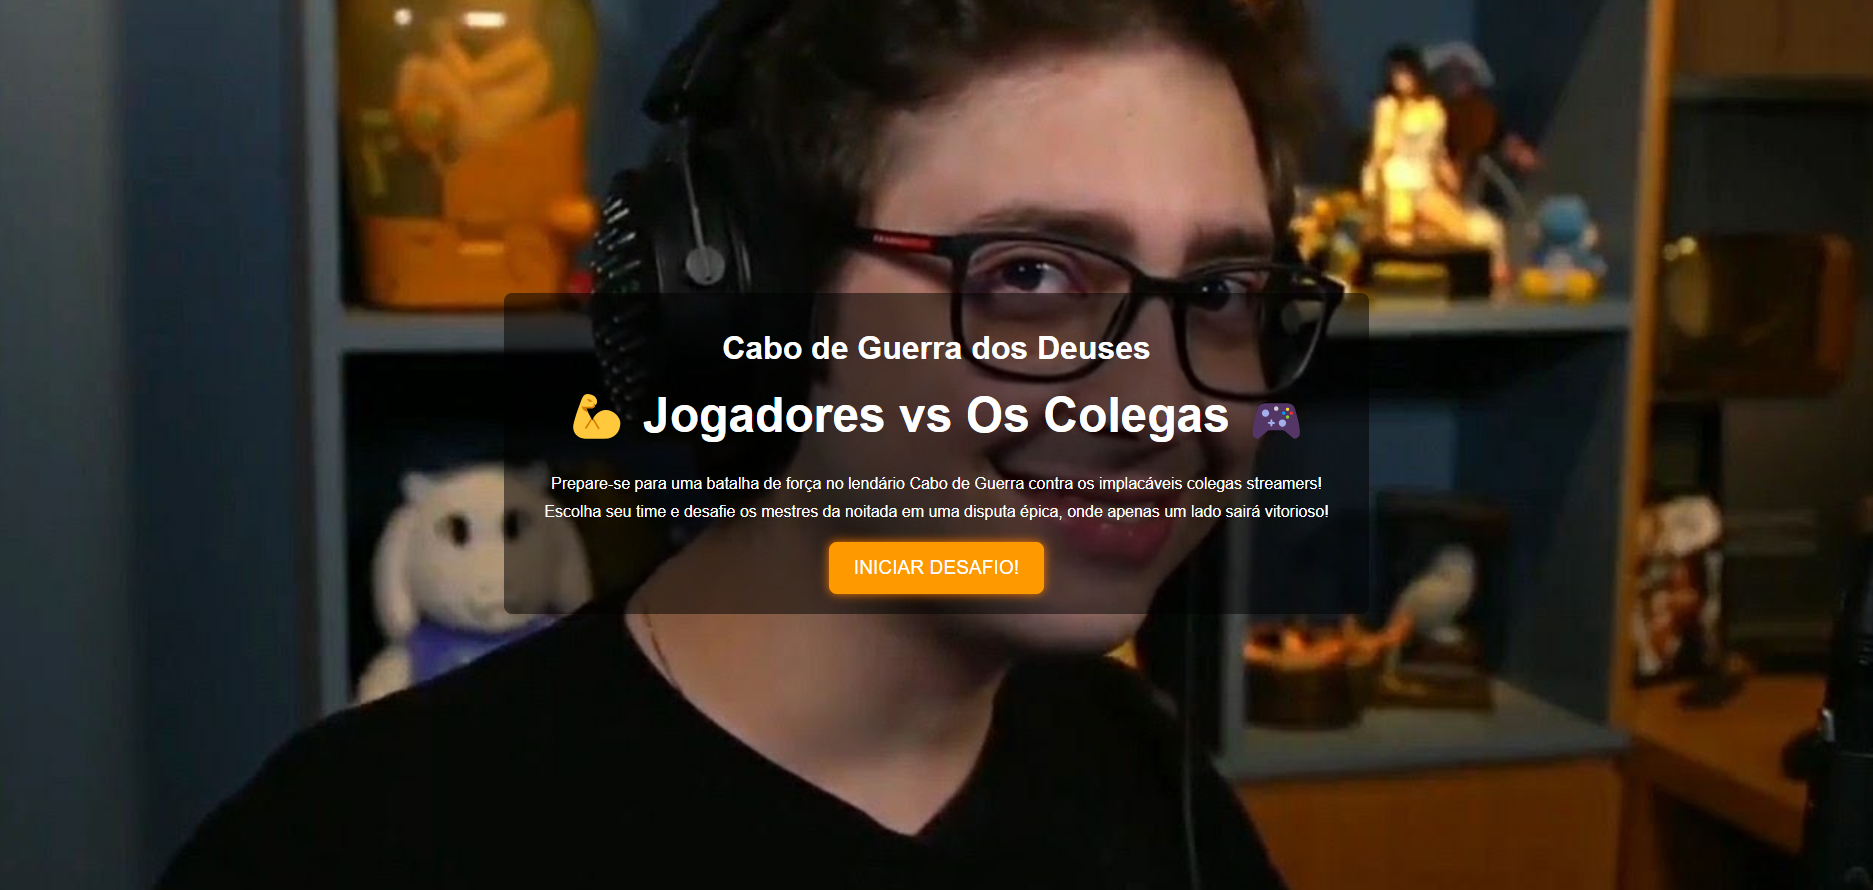 Cabo de Guerra dos Deuses
💪 Jogadores vs Os Colegas 🎮
Prepare-se para uma batalha de força no lendário Cabo de Guerra contra os implacáveis colegas streamers!
Escolha seu time e desafie os mestres da noitada em uma disputa épica, onde apenas um lado sairá vitorioso!
INICIAR DESAFIO!